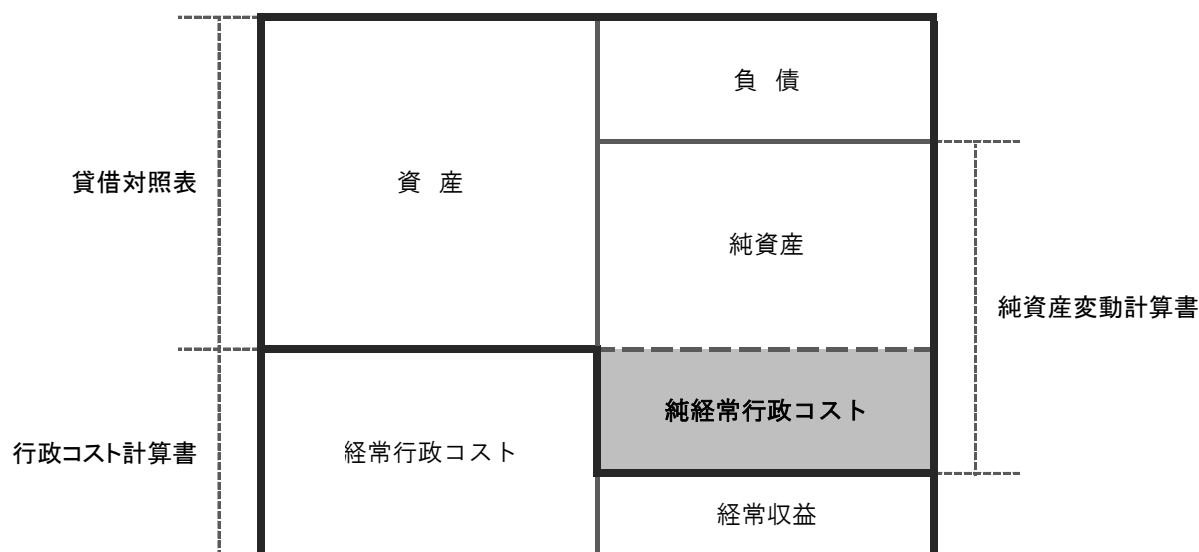 負 債
貸借対照表
資 産
純資産
純資産変動計算書
純経常行政コスト
行政コスト計算書
経常行政コスト
経常収益